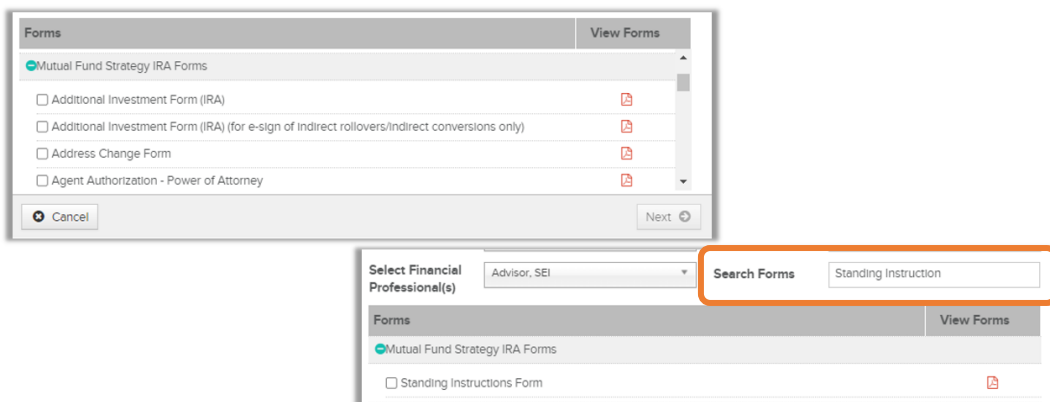 Forms View Forms
Mutual Fund Strategy IRA Forms
Additional Investment Form (IRA)
Additional Investment Form (IRA) (for e-sign of indirect rollovers/indirect conversions only)
Address Change Form
Agent Authorization - Power of Attorney
Cancel Next
Select Financial
Professional(s)
Advisor, SEI
Search Forms Standing Instruction
Forms View Forms
Mutual Fund Strategy IRA Forms
Standing Instructions Form